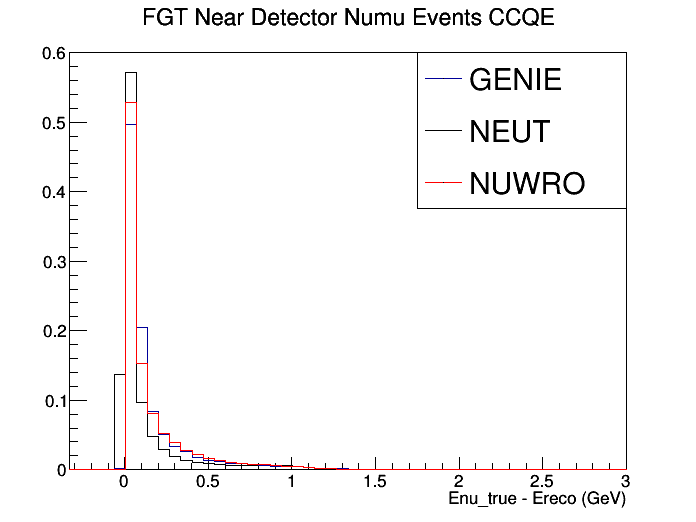 FGT Near Detector Numu Events CCQE
0.6
GENIE
NEUT
NUWRO
0.5
0.4
0.3
0.2
0.1
0
0 0.5 1 1.5 2 2.5 3
Enu_true - Ereco (GeV)